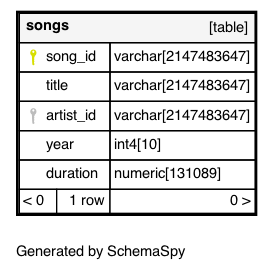 songs [table]
song_id varchar[2147483647]
title varchar[2147483647]
artist_id varchar[2147483647]
year int4[10]
duration numeric[131089]
< 0 1 row 0 >
Generated by SchemaSpy